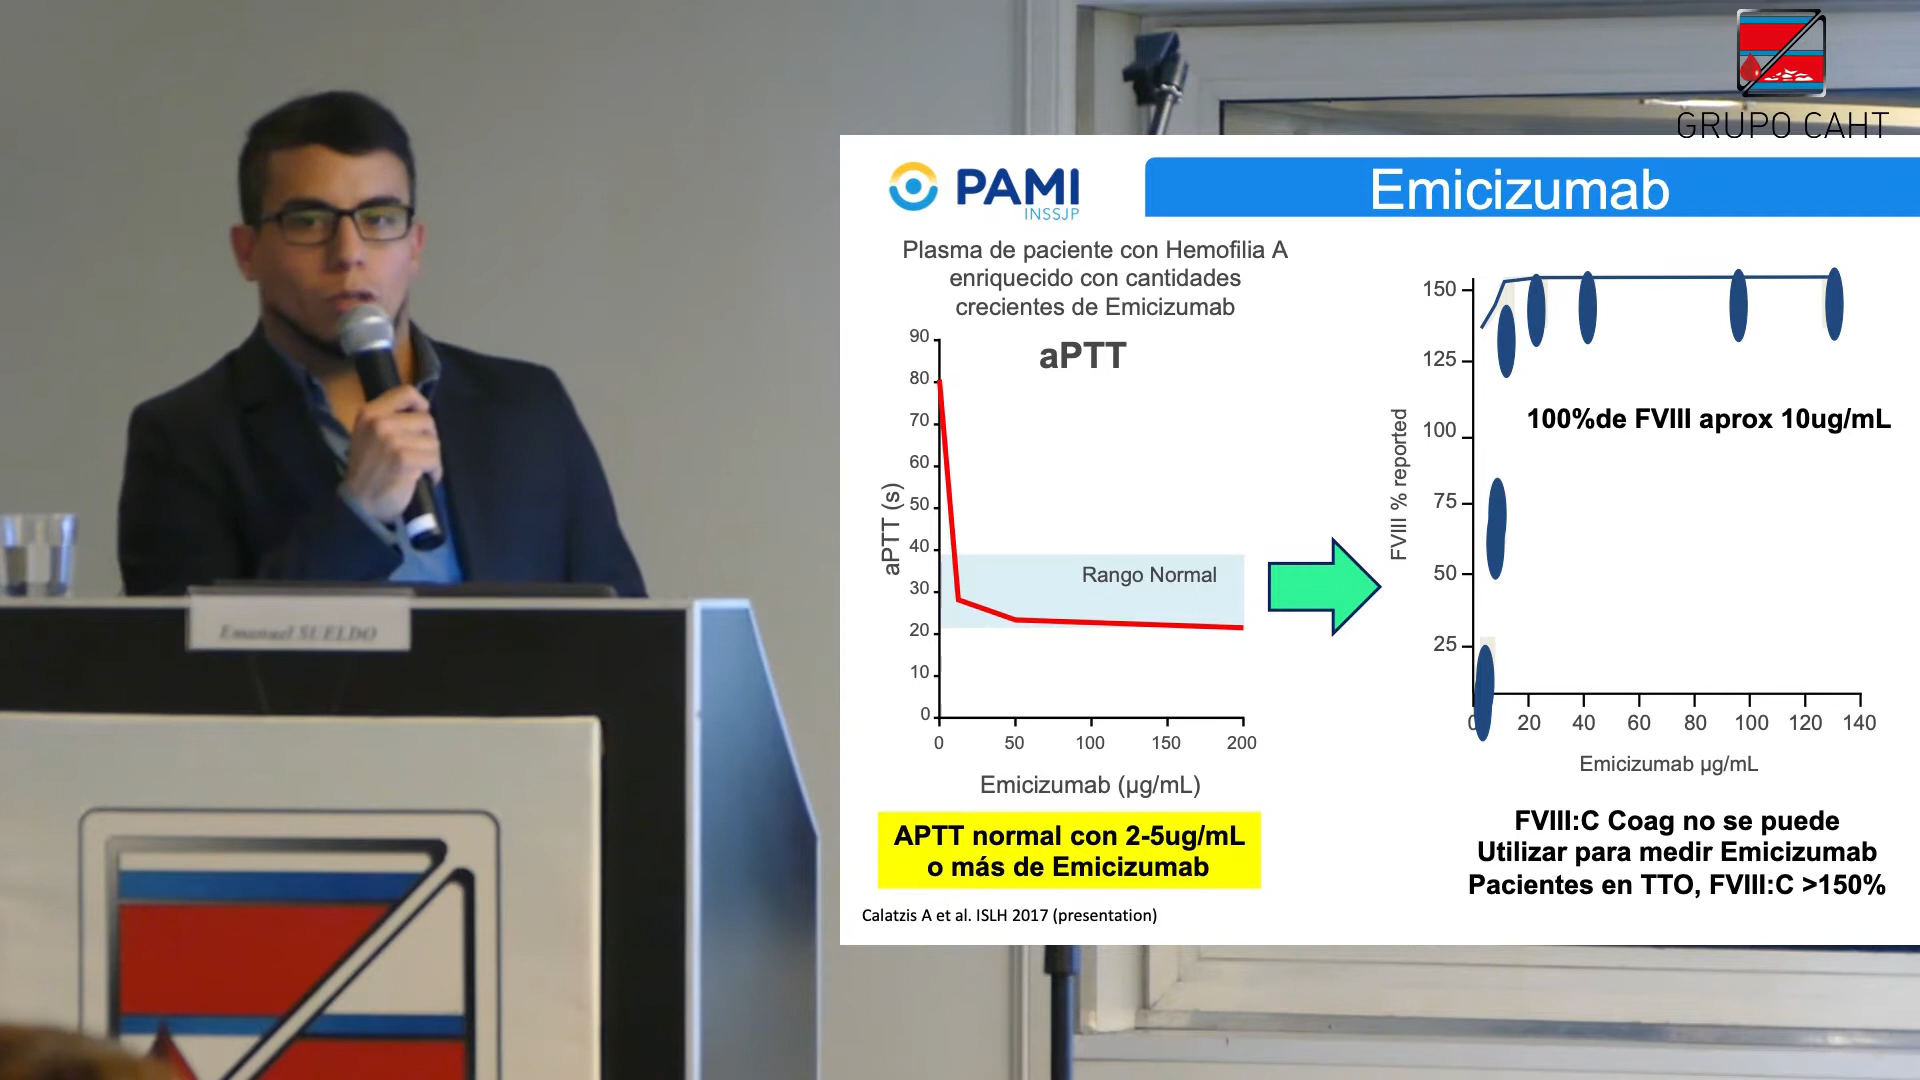 GRUPO CAHT
PAMI
INSSJP
Emicizumab
Plasma de paciente con Hemofilia A
enriquecido con cantidades
crecientes de Emicizumab
aPTT
90
80
70
60
50
40
30
20
10
0
aPTT (s)
Rango Normal
0
50
100
150
200
Emicizumab (µg/mL)
APTT normal con 2-5ug/mL
o más de Emicizumab
Calatzis A et al. ISLH 2017 (presentation)
150
125
100
75
50
25
FVIII % reported
100%de FVIII aprox 10ug/mL
0
20
40
60
80
100
120
140
Emicizumab µg/mL
FVIII:C Coag no se puede
Utilizar para medir Emicizumab
Pacientes en TTO, FVIII:C >150%
Emanuel SUELDO